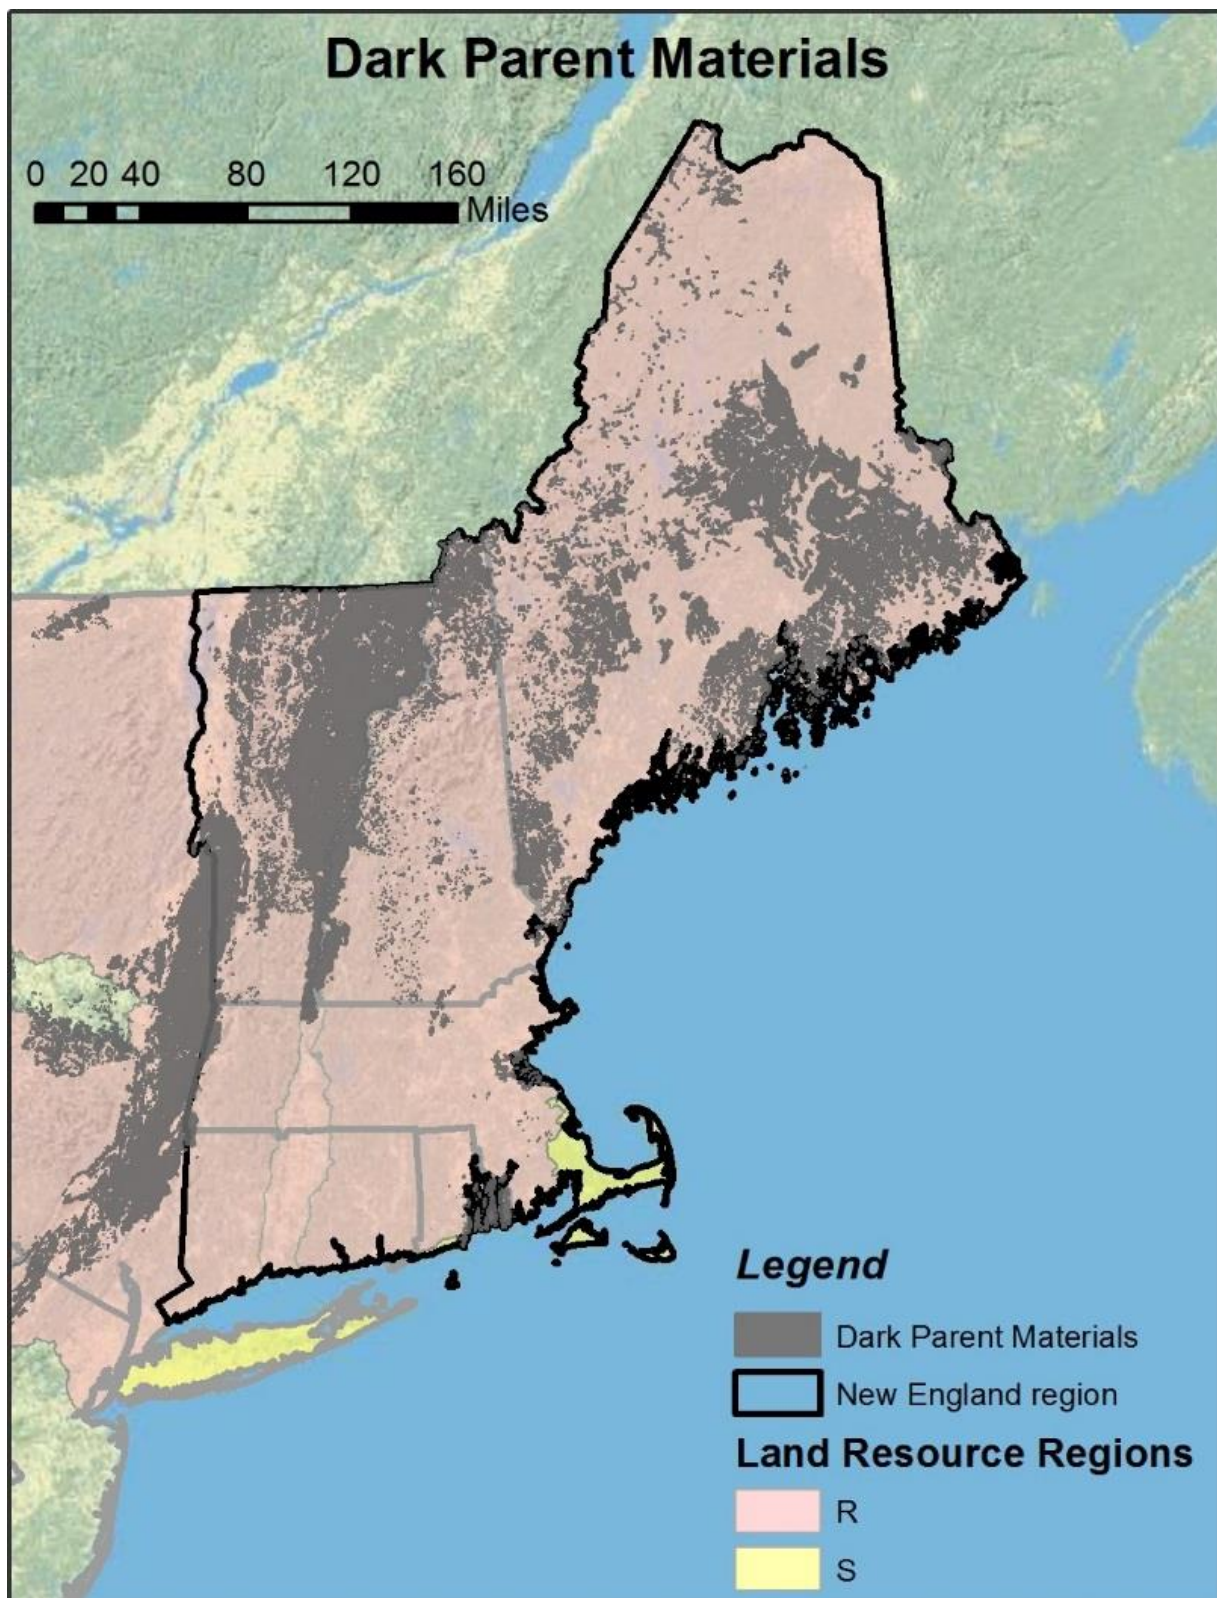 Dark Parent Materials
0 20 40 80 120 160
Miles
Legend
Dark Parent Materials
New England region
Land Resource Regions
R
S